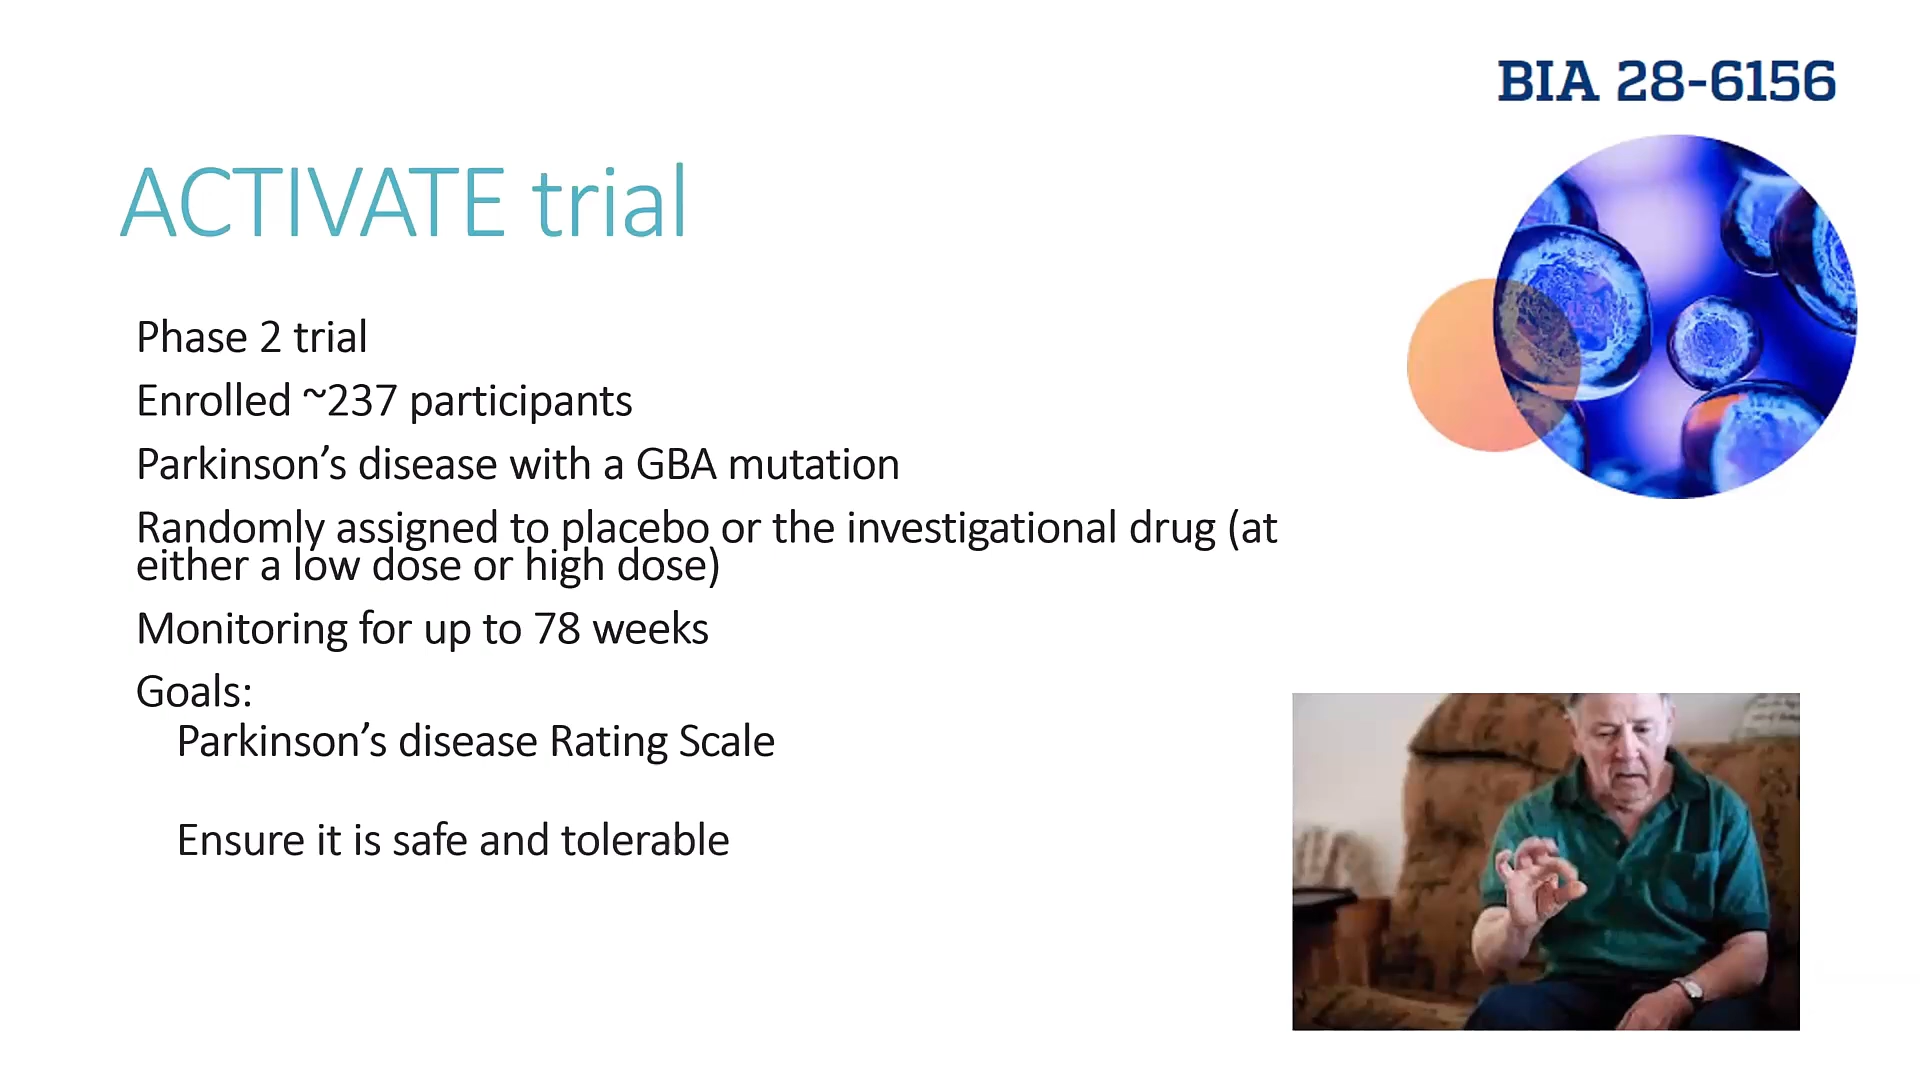 BIA 28-6156
ACTIVATE trial
Phase 2 trial
Enrolled ~237 participants
Parkinson’s disease with a GBA mutation
Randomly assigned to placebo or the investigational drug (at
either a low dose or high dose)
Monitoring for up to 78 weeks
Goals:
Parkinson’s disease Rating Scale
Ensure it is safe and tolerable